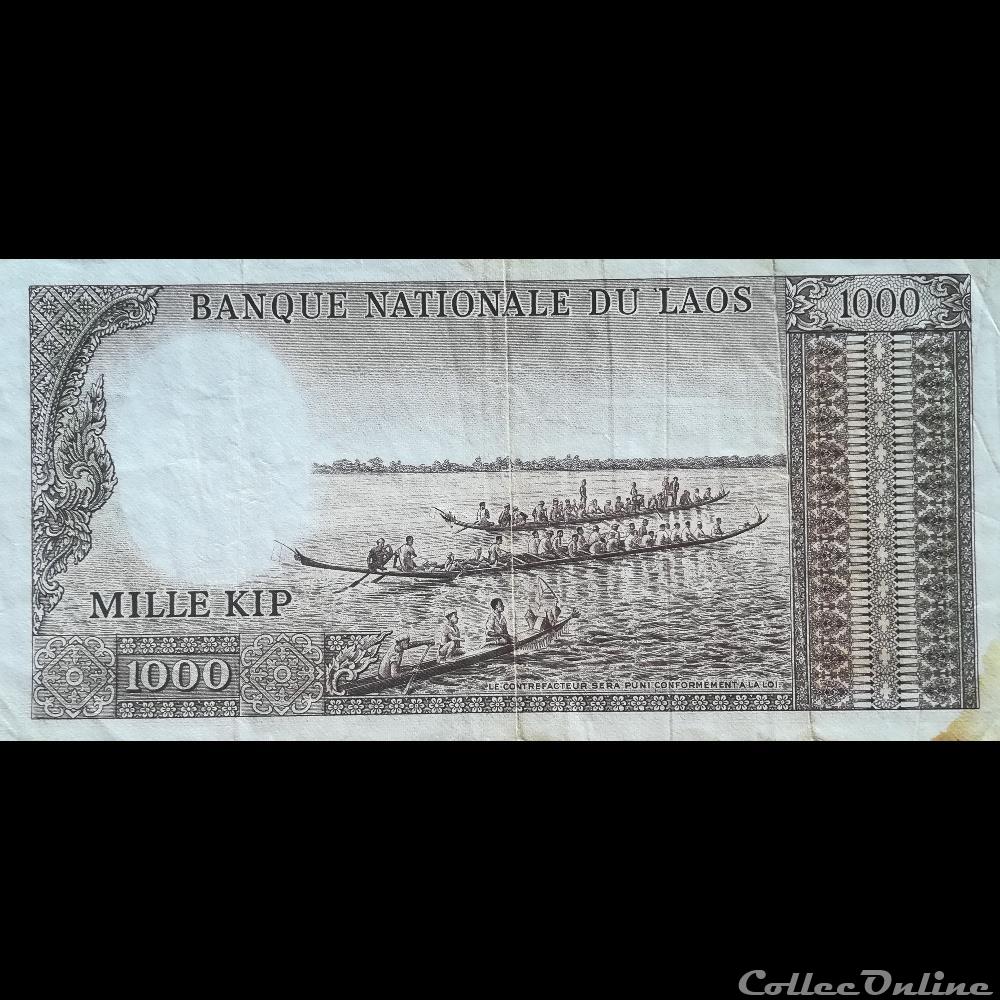 BANQUE NATIONALE DU LAOS
1000
MILLE KIP
1000
LE CONTREFACTEUR SERA PUNI CONFORMÉMENT A LA LOI
CollecOnline